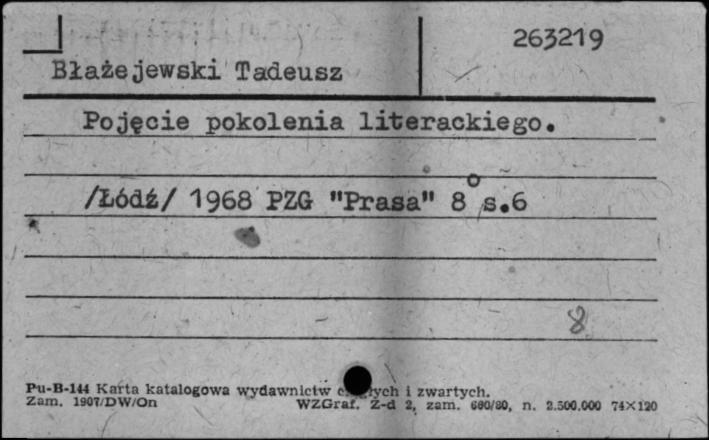 263219
Błażejewski Tadeusz
Pojęcie pokolenia literackiego.
/Łódź/ 1968 PZG "Prasa" 8° s.6
8
Pu-B-144 Karta katalogowa wydawnictw i zwartych.
Zam. 1907/DW/On WZGraf. Z-d 2, zam. 680/80, n. 2.500.000 74×120